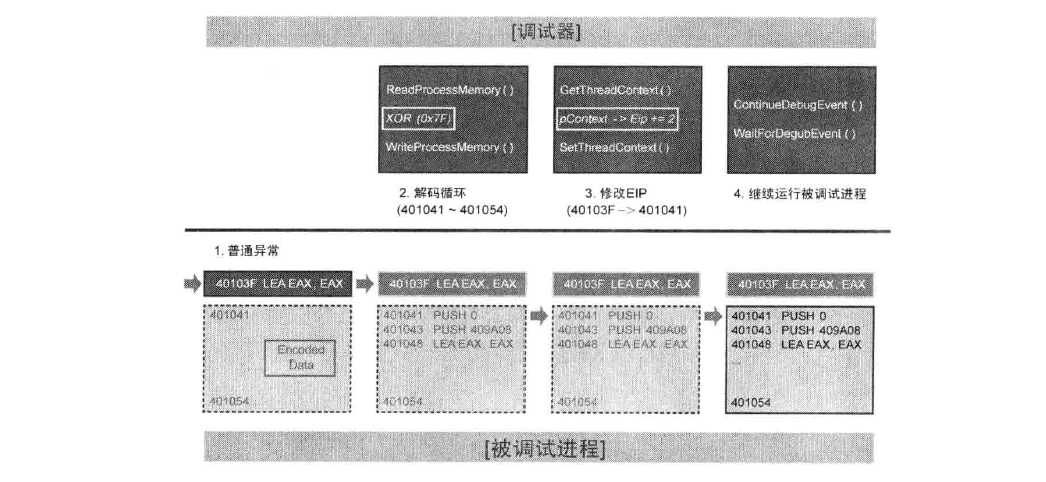 [调试器]
ReadProcessMemory ( )
XOR (0x7F)
WriteProcessMemory ( )
GetThreadContext ( )
pContext -> Eip += 2
SetThreadContext ( )
ContinueDebugEvent ( )
WaitForDegubEvent ( )
2. 解码循环
(401041 ~ 401054)
3. 修改EIP
(40103F -> 401041)
4. 继续运行被调试进程
1. 普通异常
40103F LEA EAX, EAX
40103F LEA EAX, EAX
40103F LEA EAX, EAX
40103F LEA EAX, EAX
401041
Encoded
Data
401054
401041 PUSH 0
401043 PUSH 409A08
401048 LEA EAX, EAX
401054
401041 PUSH 0
401043 PUSH 409A08
401048 LEA EAX, EAX
401054
401041 PUSH 0
401043 PUSH 409A08
401048 LEA EAX, EAX
...
401054
[被调试进程]